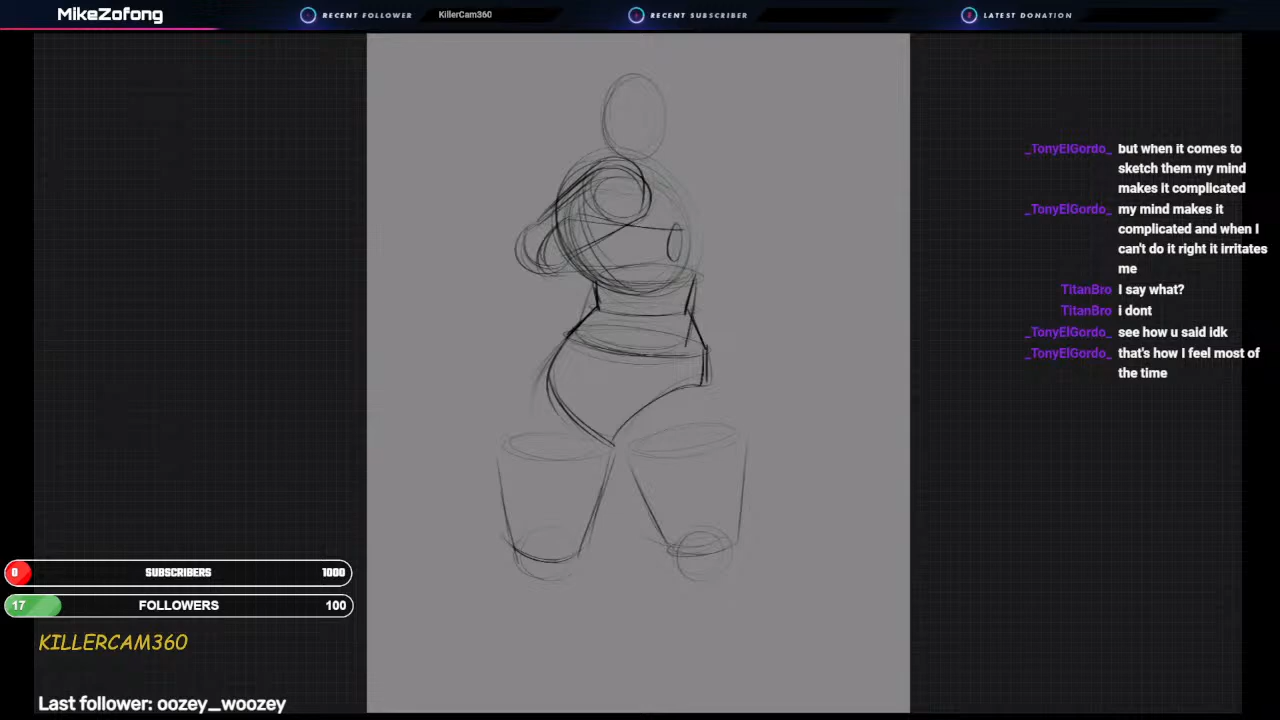 MikeZofong
RECENT FOLLOWER KillerCam360
RECENT SUBSCRIBER
LATEST DONATION
_TonyElGordo_ but when it comes to
sketch them my mind
makes it complicated
_TonyElGordo_ my mind makes it
complicated and when I
can't do it right it irritates
me
TitanBro I say what?
TitanBro i dont
_TonyElGordo_ see how u said idk
_TonyElGordo_ that's how I feel most of
the time
0 SUBSCRIBERS 1000
17 FOLLOWERS 100
KILLERCAM360
Last follower: oozey_woozey